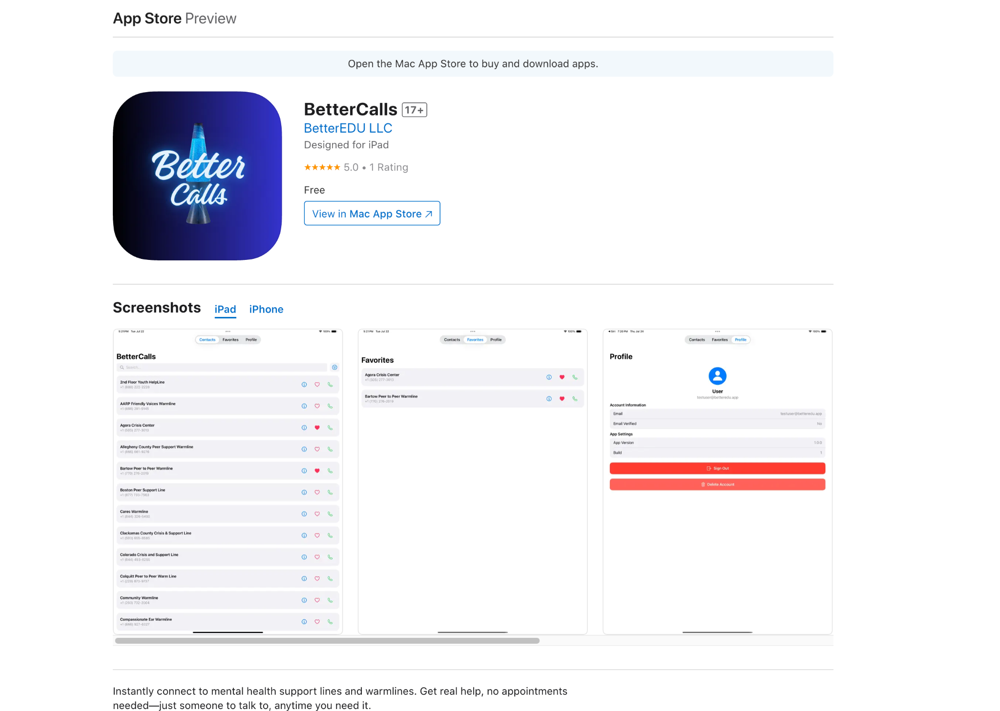 App Store Preview
Open the Mac App Store to buy and download apps.
Better
Calls
BetterCalls 17+
BetterEDU LLC
Designed for iPad
★★★★★ 5.0 • 1 Rating
Free
View in Mac App Store ↗
Screenshots iPad iPhone
5:21 PM Tue Jul 22 ••• 100%
Contacts Favorites Profile
BetterCalls
Search...
2nd Floor Youth HelpLine
+1 (888) 222-2228
AARP Friendly Voices Warmline
+1 (888) 281-0145
Agora Crisis Center
+1 (505) 277-3013
Allegheny County Peer Support Warmline
+1 (866) 661-9276
Bartow Peer to Peer Warmline
+1 (770) 276-2019
Boston Peer Support Line
+1 (877) 733-7563
Cares Warmline
+1 (844) 326-5400
Clackamas County Crisis & Support Line
+1 (503) 655-8585
Colorado Crisis and Support Line
+1 (844) 493-8255
Colquitt Peer to Peer Warm Line
+1 (229) 873-9737
Community Warmline
+1 (203) 732-2004
Compassionate Ear Warmline
+1 (866) 927-6327
5:21 PM Tue Jul 22 ••• 100%
Contacts Favorites Profile
Favorites
Agora Crisis Center
+1 (505) 277-3013
Bartow Peer to Peer Warmline
+1 (770) 276-2019
◀ Siri 7:20 PM Thu Jul 24 ••• 100%
Contacts Favorites Profile
Profile
User
testuser@betteredu.app
Account Information
Email testuser@betteredu.app
Email Verified No
App Settings
App Version 1.0.0
Build 1
Sign Out
Delete Account
Instantly connect to mental health support lines and warmlines. Get real help, no appointments
needed—just someone to talk to, anytime you need it.